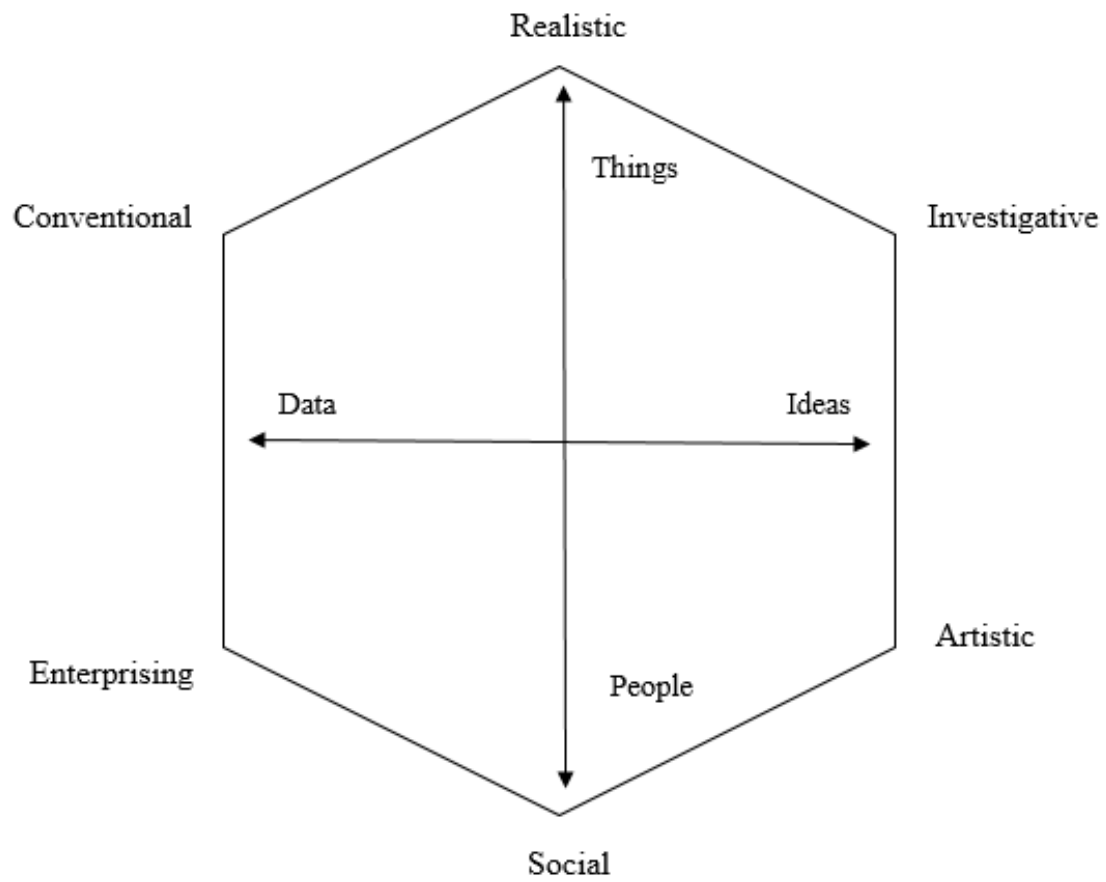 Realistic
Things
Conventional
Investigative
Data
Ideas
Artistic
Enterprising
People
Social